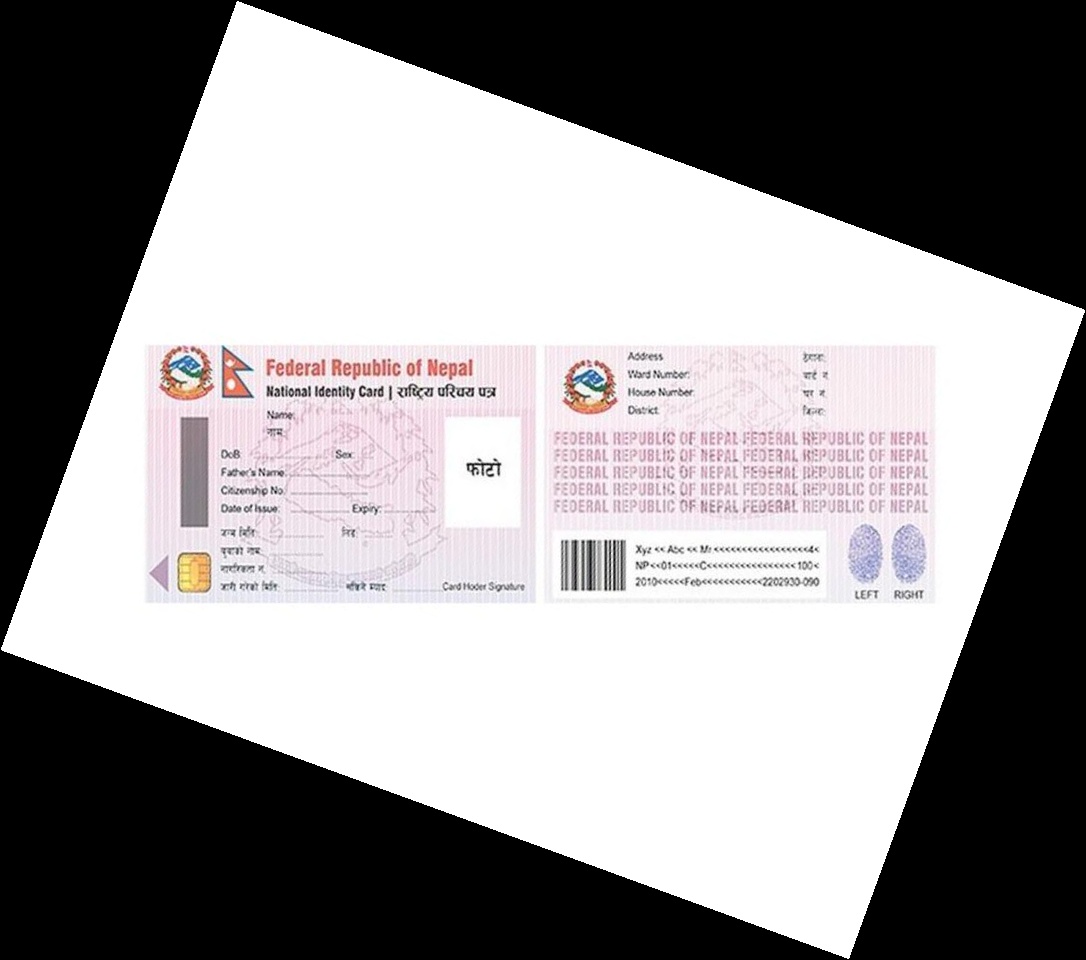 Federal Republic of Nepal
National Identity Card | राष्ट्रिय परिचय पत्र
Name:
नाम:
DoB Sex:
Father's Name
Citizenship No.
Date of Issue: Expiry:
जन्म मिति: लिङ्ग
बुवाको नाम:
नागरिकता न.
जारी गरेको मिति: सकिने म्याद
Card Hoder Signature
फोटो
Address ठेगाना:
Ward Number: वार्ड नं
House Number: घर नं
District: जिल्ला:
FEDERAL REPUBLIC OF NEPAL FEDERAL REPUBLIC OF NEPAL
FEDERAL REPUBLIC OF NEPAL FEDERAL REPUBLIC OF NEPAL
FEDERAL REPUBLIC OF NEPAL FEDERAL REPUBLIC OF NEPAL
FEDERAL REPUBLIC OF NEPAL FEDERAL REPUBLIC OF NEPAL
FEDERAL REPUBLIC OF NEPAL FEDERAL REPUBLIC OF NEPAL
Xyz << Abc << Mr <<<<<<<<<<<<<<<<<<4<
NP<<01<<<<<C<<<<<<<<<<<<<<<<<100<
2010<<<<<Feb<<<<<<<<<<<2202930-090
LEFT RIGHT